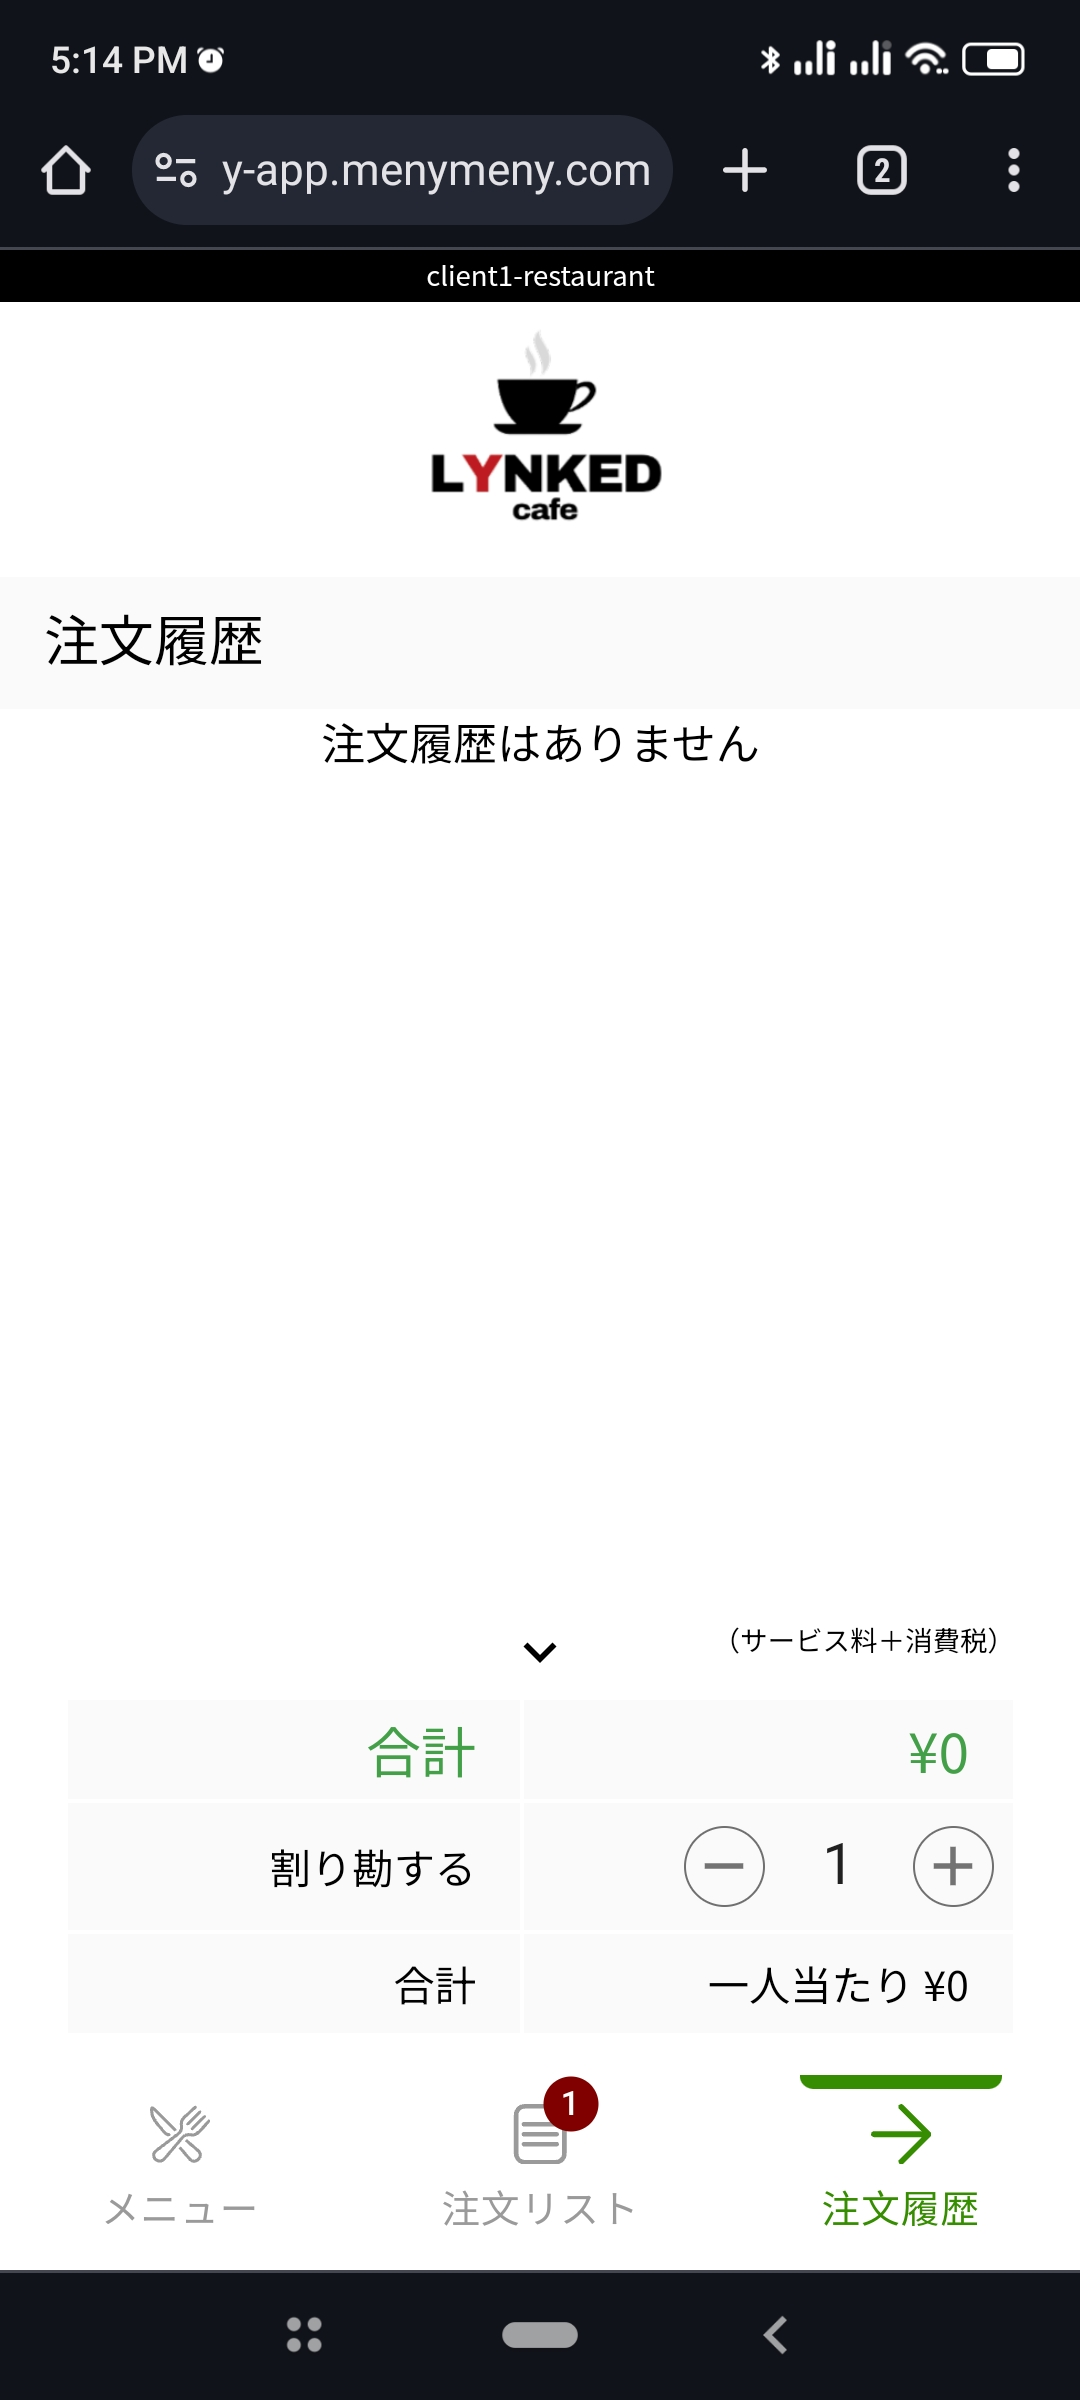 5:14 PM
y-app.menymeny.com
2
client1-restaurant
LYNKED
cafe
注文履歴
注文履歴はありません
（サービス料＋消費税）
合計 ¥0
割り勘する 1
合計 一人当たり ¥0
1
メニュー 注文リスト 注文履歴